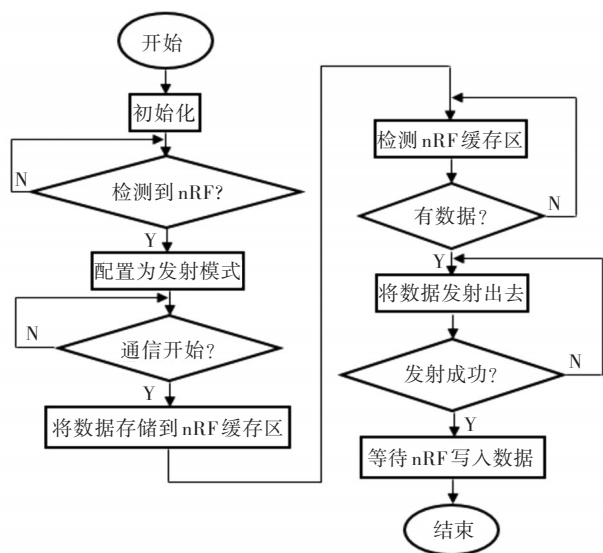 开始
初始化
N
检测到nRF?
Y
配置为发射模式
N
通信开始?
Y
将数据存储到nRF缓存区
检测nRF缓存区
N
有数据?
Y
将数据发射出去
N
发射成功?
Y
等待nRF写入数据
结束